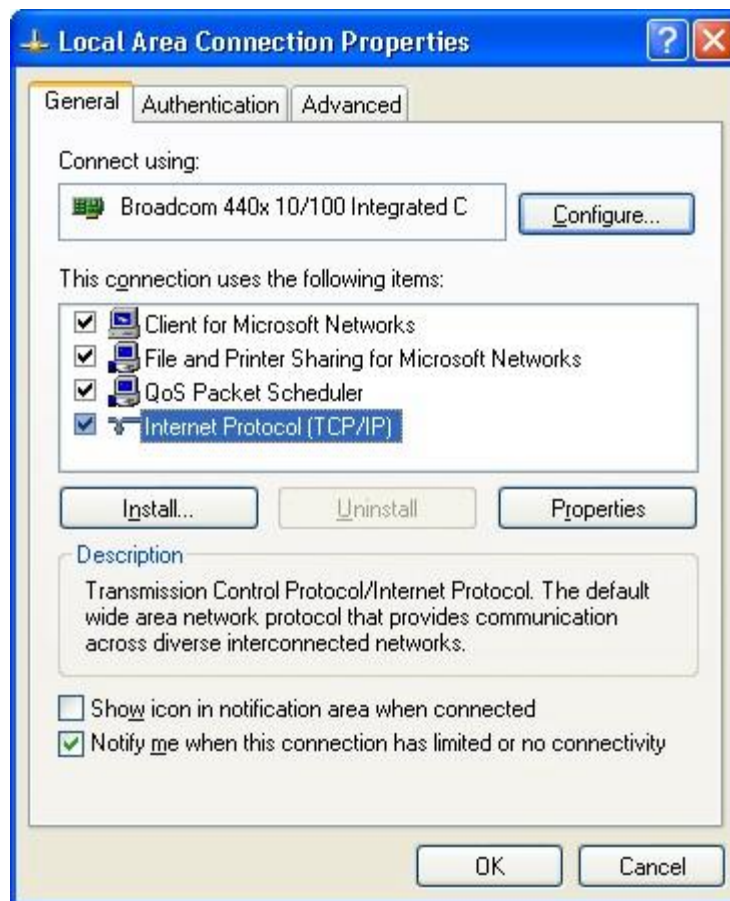 Local Area Connection Properties
General Authentication Advanced
Connect using:
Broadcom 440x 10/100 Integrated C Configure...
This connection uses the following items:
Client for Microsoft Networks
File and Printer Sharing for Microsoft Networks
QoS Packet Scheduler
Internet Protocol (TCP/IP)
Install... Uninstall Properties
Description
Transmission Control Protocol/Internet Protocol. The default
wide area network protocol that provides communication
across diverse interconnected networks.
Show icon in notification area when connected
Notify me when this connection has limited or no connectivity
OK Cancel